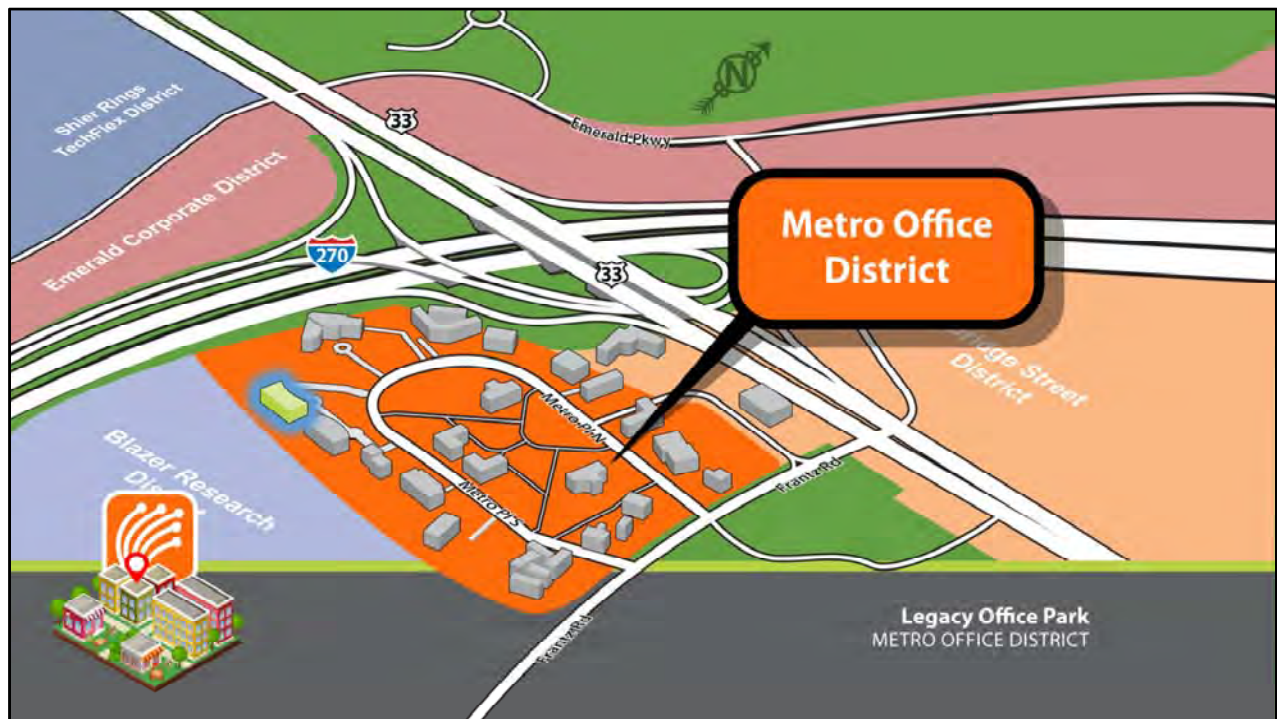 Shier Rings
TechFlex District
33
N
Emerald Pkwy
Emerald Corporate District
270
33
Metro Office
District
Street
District
Metro Pl N
Blazer Research
Metro Pl S
Frantz Rd
Frantz Rd
Legacy Office Park
METRO OFFICE DISTRICT